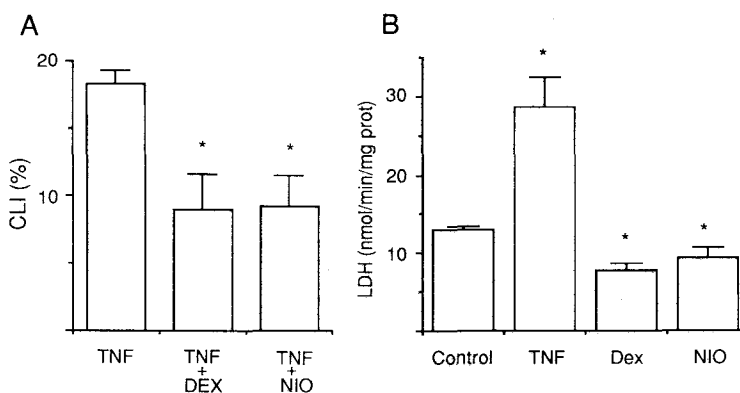 A
CLI (%)
20
10
*
*
TNF
TNF
+
DEX
TNF
+
NIO
B
LDH (nmol/min/mg prot)
30
20
10
*
*
*
Control
TNF
Dex
NIO